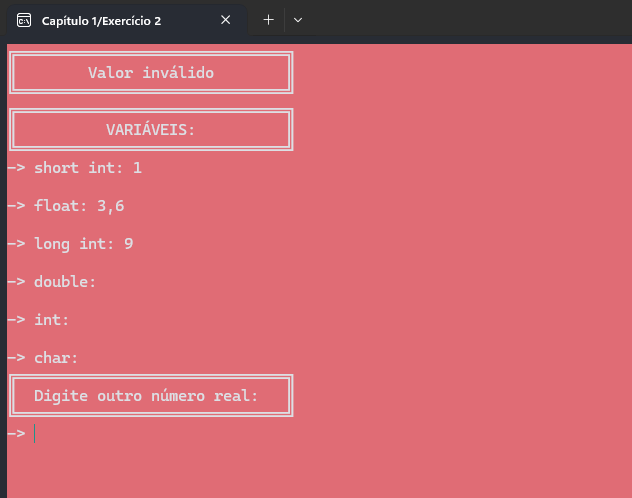 Capítulo 1/Exercício 2
Valor inválido
VARIÁVEIS:
—> short int: 1
—> float: 3,6
—> long int: 9
—> double:
—> int:
—> char:
Digite outro número real:
—>